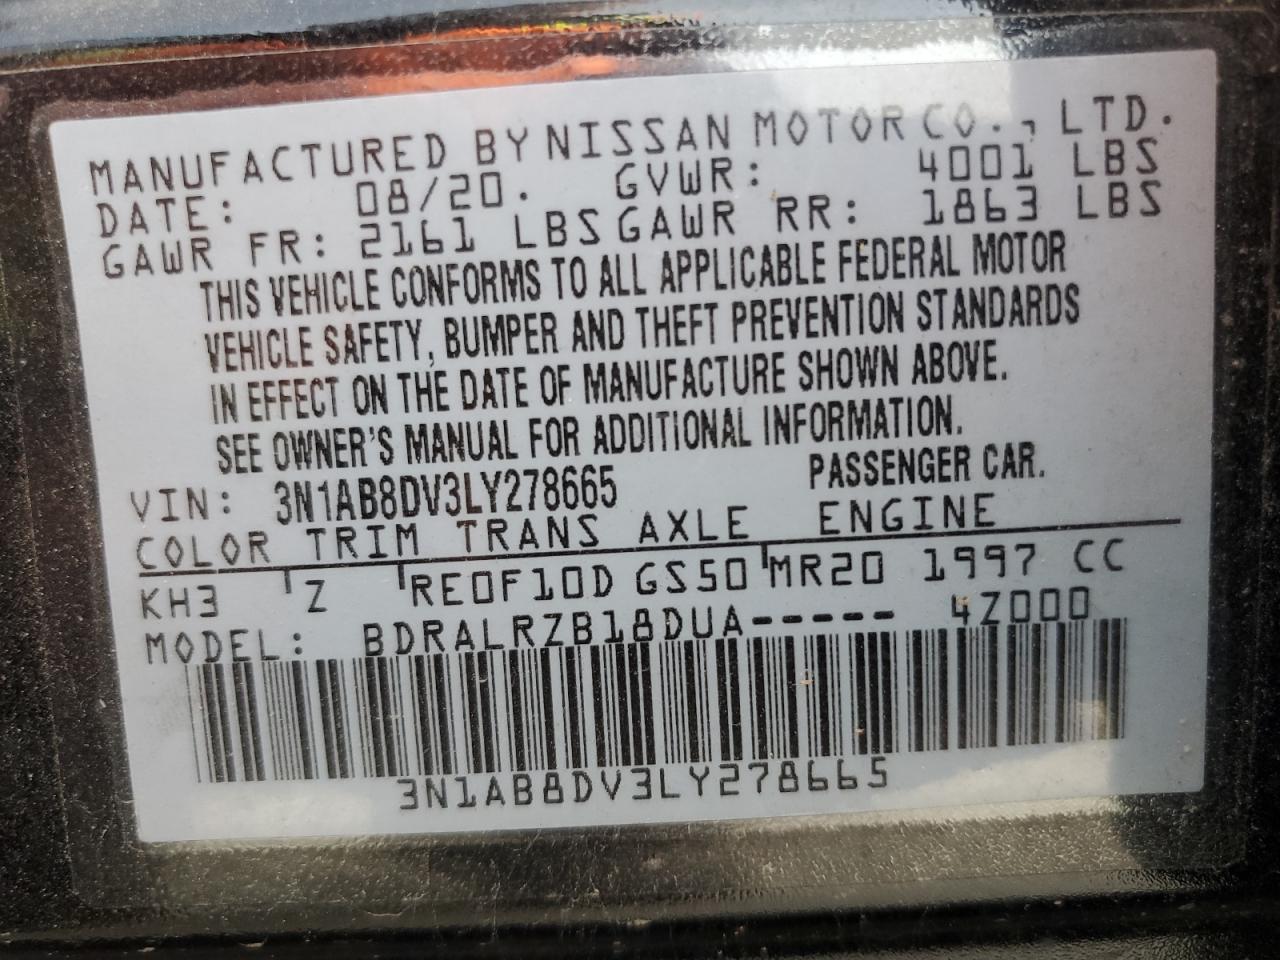 MANUFACTURED BY NISSAN MOTOR CO., LTD.
DATE: 08/20. GVWR: 4001 LBS
GAWR FR: 2161 LBS GAWR RR: 1863 LBS
THIS VEHICLE CONFORMS TO ALL APPLICABLE FEDERAL MOTOR
VEHICLE SAFETY, BUMPER AND THEFT PREVENTION STANDARDS
IN EFFECT ON THE DATE OF MANUFACTURE SHOWN ABOVE.
SEE OWNER'S MANUAL FOR ADDITIONAL INFORMATION.
VIN: 3N1AB8DV3LY278665 PASSENGER CAR.
COLOR TRIM TRANS AXLE ENGINE
KH3 Z RE0F10D GS50 MR20 1997 CC
MODEL: BDRALRZB18DUA----- 4Z000
3N1AB8DV3LY278665